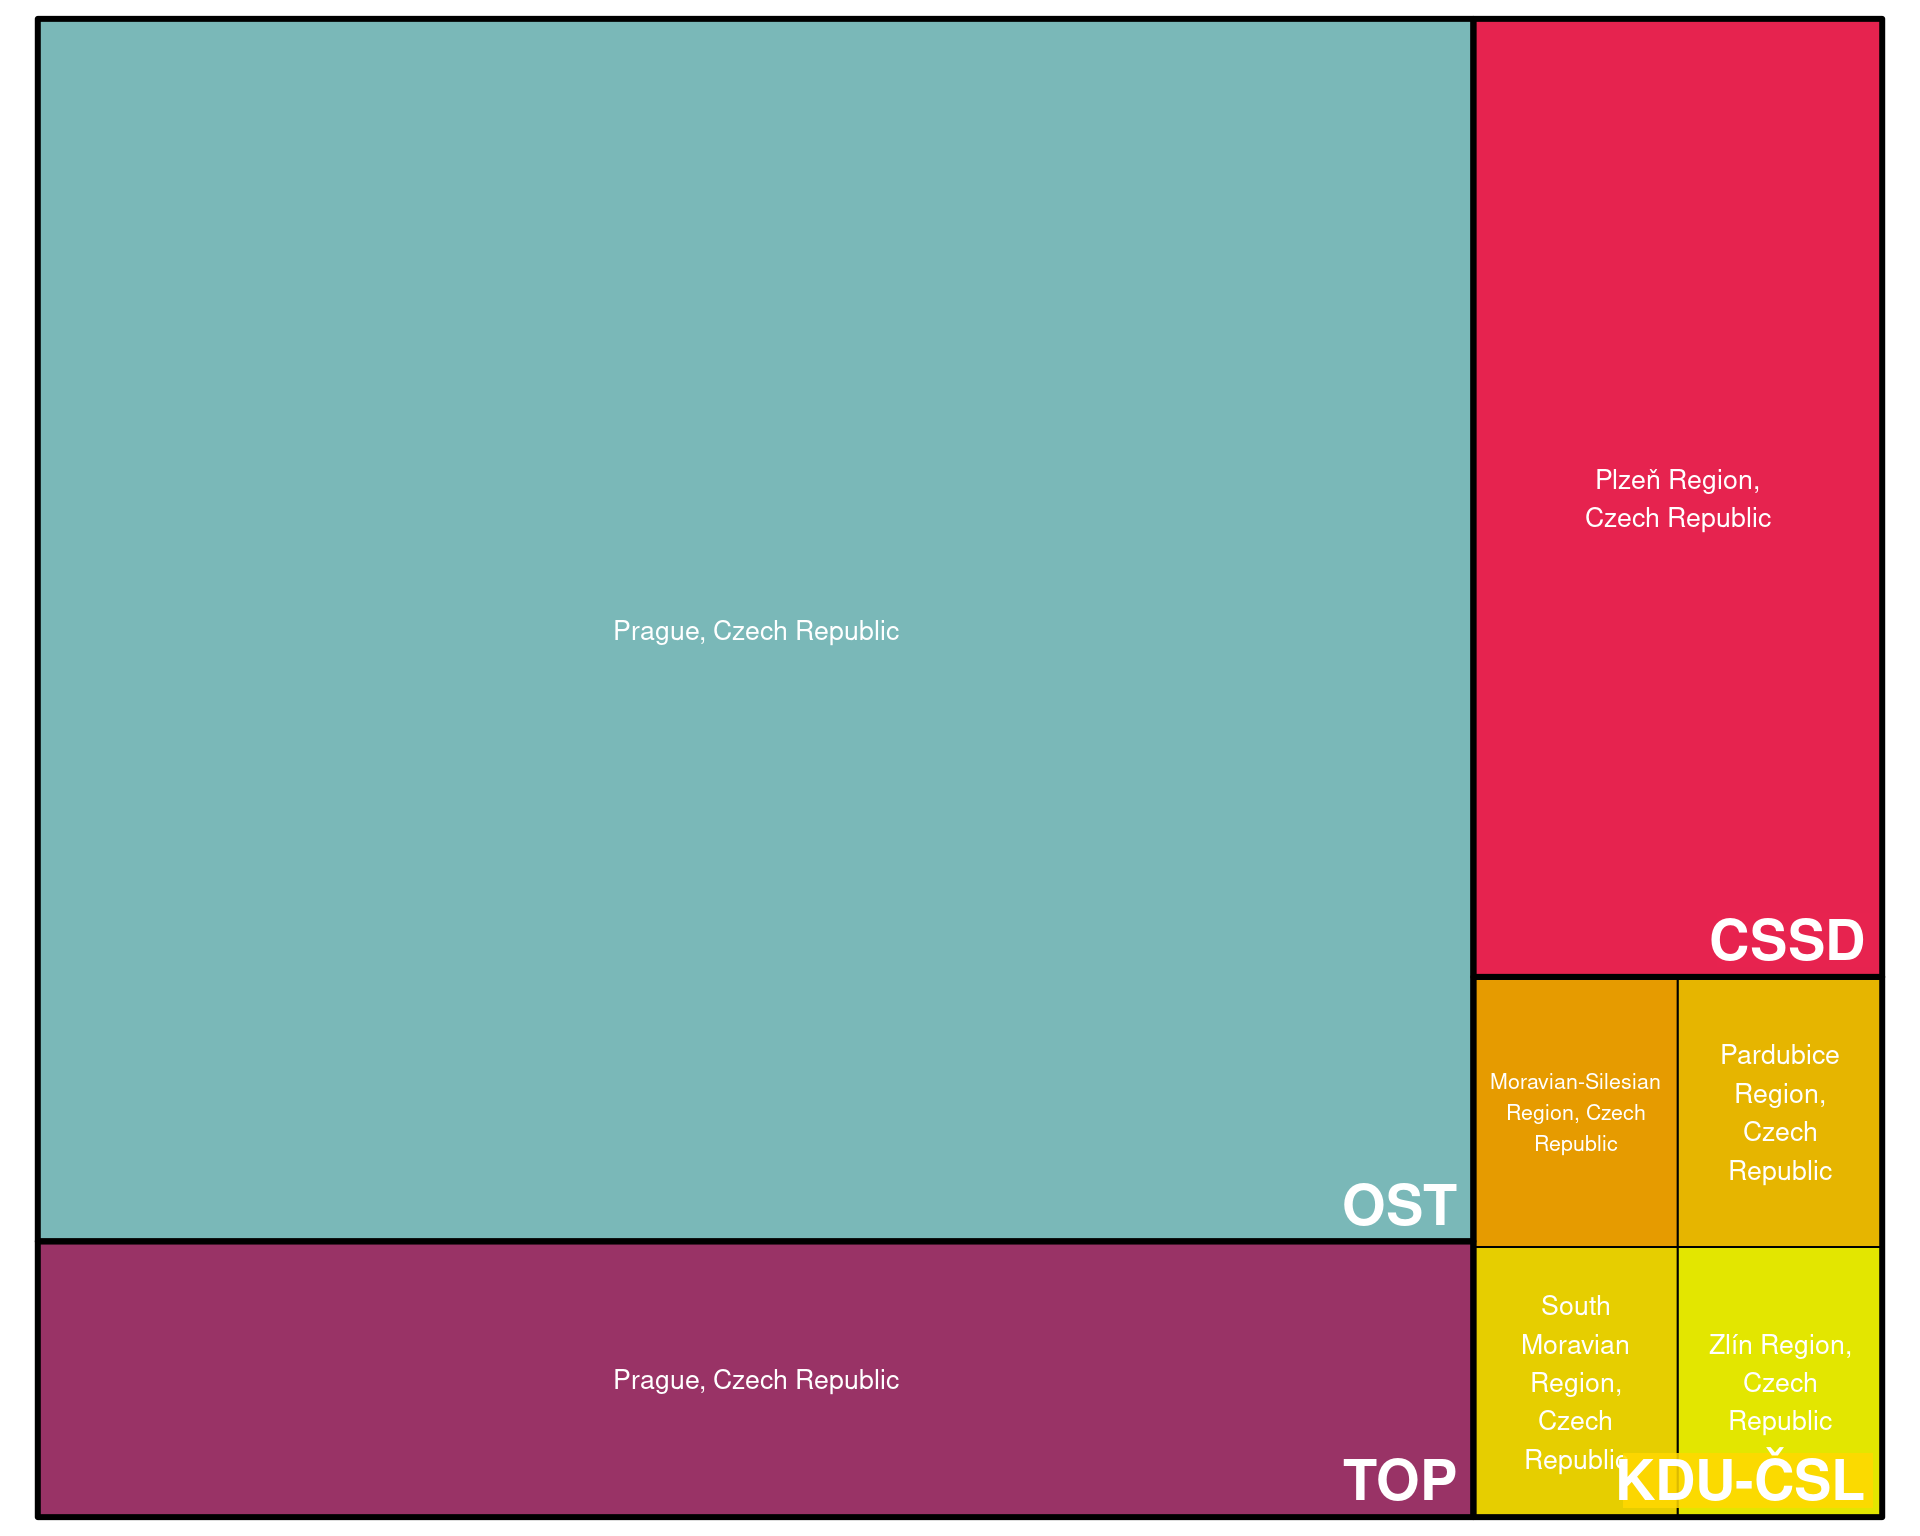 Prague, Czech Republic
OST
Prague, Czech Republic
TOP
Plzeň Region,
Czech Republic
CSSD
Moravian-Silesian
Region, Czech
Republic
Pardubice
Region,
Czech
Republic
South
Moravian
Region,
Czech
Republic
Zlín Region,
Czech
Republic
KDU-ČSL